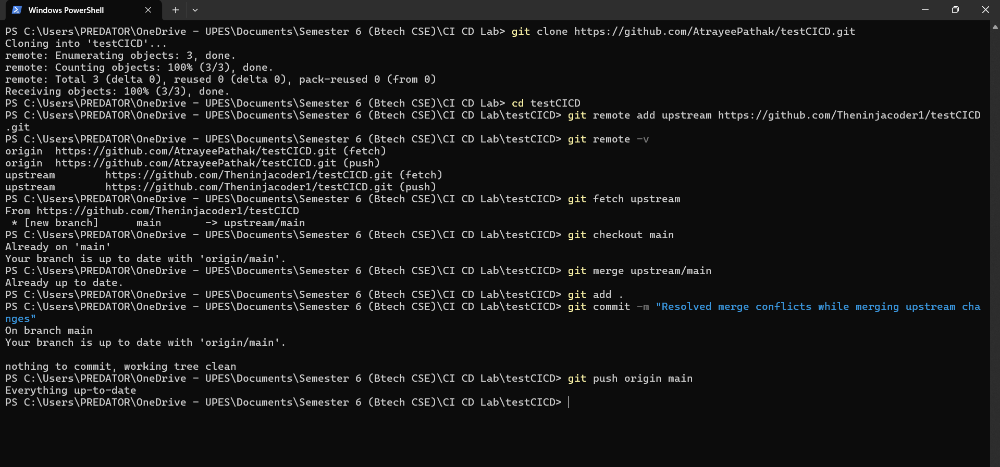 Windows PowerShell
PS C:\Users\PREDATOR\OneDrive - UPES\Documents\Semester 6 (Btech CSE)\CI CD Lab> git clone https://github.com/AtrayeePathak/testCICD.git
Cloning into 'testCICD'...
remote: Enumerating objects: 3, done.
remote: Counting objects: 100% (3/3), done.
remote: Total 3 (delta 0), reused 0 (delta 0), pack-reused 0 (from 0)
Receiving objects: 100% (3/3), done.
PS C:\Users\PREDATOR\OneDrive - UPES\Documents\Semester 6 (Btech CSE)\CI CD Lab> cd testCICD
PS C:\Users\PREDATOR\OneDrive - UPES\Documents\Semester 6 (Btech CSE)\CI CD Lab\testCICD> git remote add upstream https://github.com/Theninjacoder1/testCICD
.git
PS C:\Users\PREDATOR\OneDrive - UPES\Documents\Semester 6 (Btech CSE)\CI CD Lab\testCICD> git remote -v
origin  https://github.com/AtrayeePathak/testCICD.git (fetch)
origin  https://github.com/AtrayeePathak/testCICD.git (push)
upstream        https://github.com/Theninjacoder1/testCICD.git (fetch)
upstream        https://github.com/Theninjacoder1/testCICD.git (push)
PS C:\Users\PREDATOR\OneDrive - UPES\Documents\Semester 6 (Btech CSE)\CI CD Lab\testCICD> git fetch upstream
From https://github.com/Theninjacoder1/testCICD
 * [new branch]      main       -> upstream/main
PS C:\Users\PREDATOR\OneDrive - UPES\Documents\Semester 6 (Btech CSE)\CI CD Lab\testCICD> git checkout main
Already on 'main'
Your branch is up to date with 'origin/main'.
PS C:\Users\PREDATOR\OneDrive - UPES\Documents\Semester 6 (Btech CSE)\CI CD Lab\testCICD> git merge upstream/main
Already up to date.
PS C:\Users\PREDATOR\OneDrive - UPES\Documents\Semester 6 (Btech CSE)\CI CD Lab\testCICD> git add .
PS C:\Users\PREDATOR\OneDrive - UPES\Documents\Semester 6 (Btech CSE)\CI CD Lab\testCICD> git commit -m "Resolved merge conflicts while merging upstream cha
nges"
On branch main
Your branch is up to date with 'origin/main'.

nothing to commit, working tree clean
PS C:\Users\PREDATOR\OneDrive - UPES\Documents\Semester 6 (Btech CSE)\CI CD Lab\testCICD> git push origin main
Everything up-to-date
PS C:\Users\PREDATOR\OneDrive - UPES\Documents\Semester 6 (Btech CSE)\CI CD Lab\testCICD>